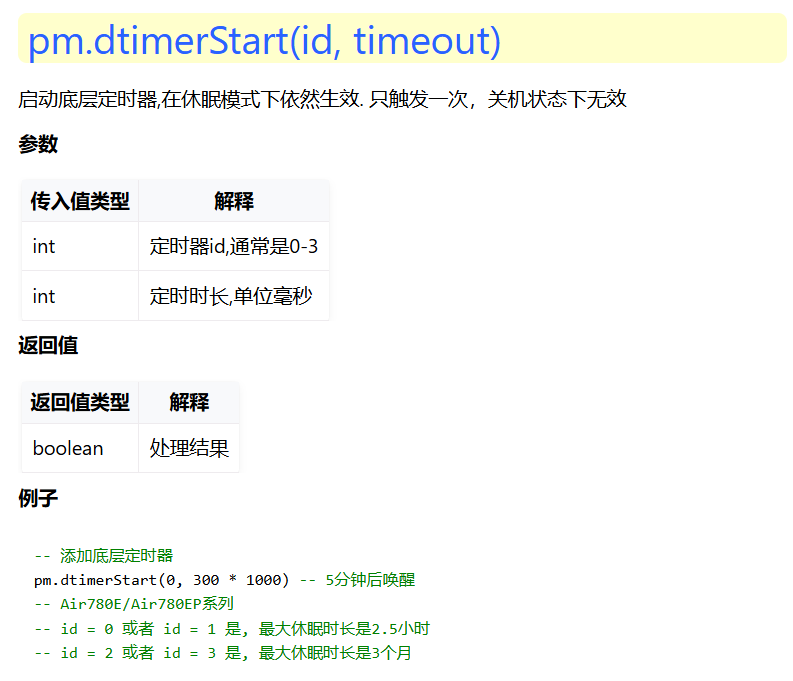 pm.dtimerStart(id, timeout)
启动底层定时器,在休眠模式下依然生效. 只触发一次，关机状态下无效
参数
传入值类型 解释
int 定时器id,通常是0-3
int 定时时长,单位毫秒
返回值
返回值类型 解释
boolean 处理结果
例子
-- 添加底层定时器
pm.dtimerStart(0, 300 * 1000) -- 5分钟后唤醒
-- Air780E/Air780EP系列
-- id = 0 或者 id = 1 是, 最大休眠时长是2.5小时
-- id = 2 或者 id = 3 是, 最大休眠时长是3个月